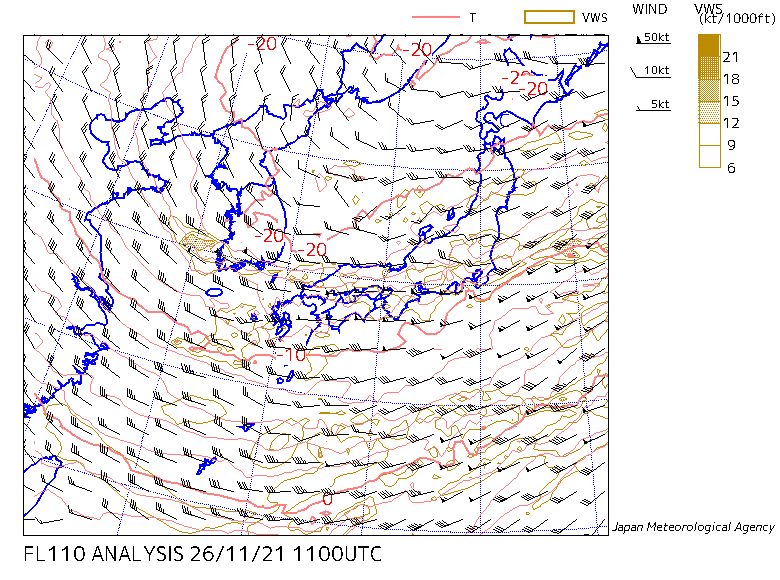 T VWS
WIND VWS
(kt/1000ft)
50kt
10kt
5kt
21
18
15
12
9
6
-20
-20
-2
-20
-20
-20
-10
0
Japan Meteorological Agency
FL110 ANALYSIS 26/11/21 1100UTC